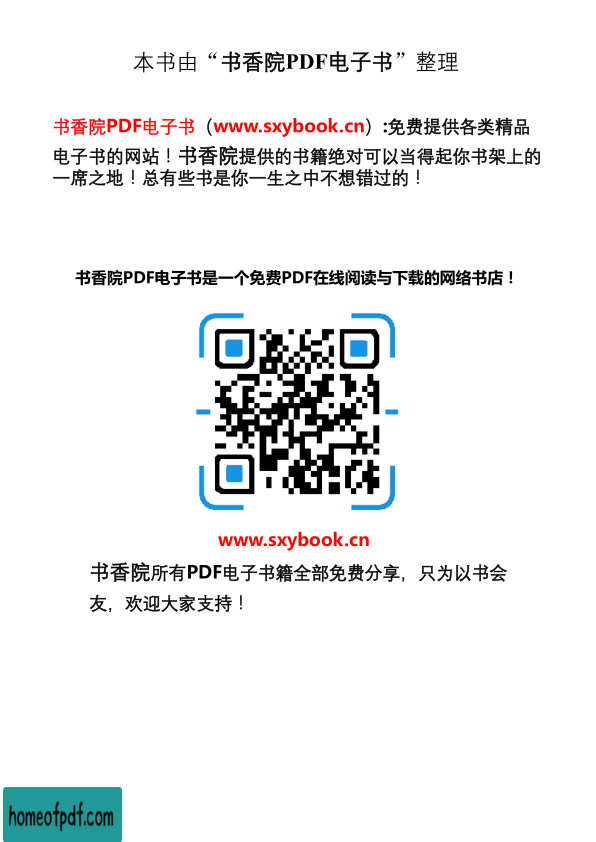 本书由“书香院PDF电子书”整理
书香院PDF电子书（www.sxybook.cn）:免费提供各类精品
电子书的网站！书香院提供的书籍绝对可以当得起你书架上的
一席之地！总有些书是你一生之中不想错过的！
书香院PDF电子书是一个免费PDF在线阅读与下载的网络书店！
www.sxybook.cn
书香院所有PDF电子书籍全部免费分享，只为以书会
友，欢迎大家支持！
homeofpdf.com